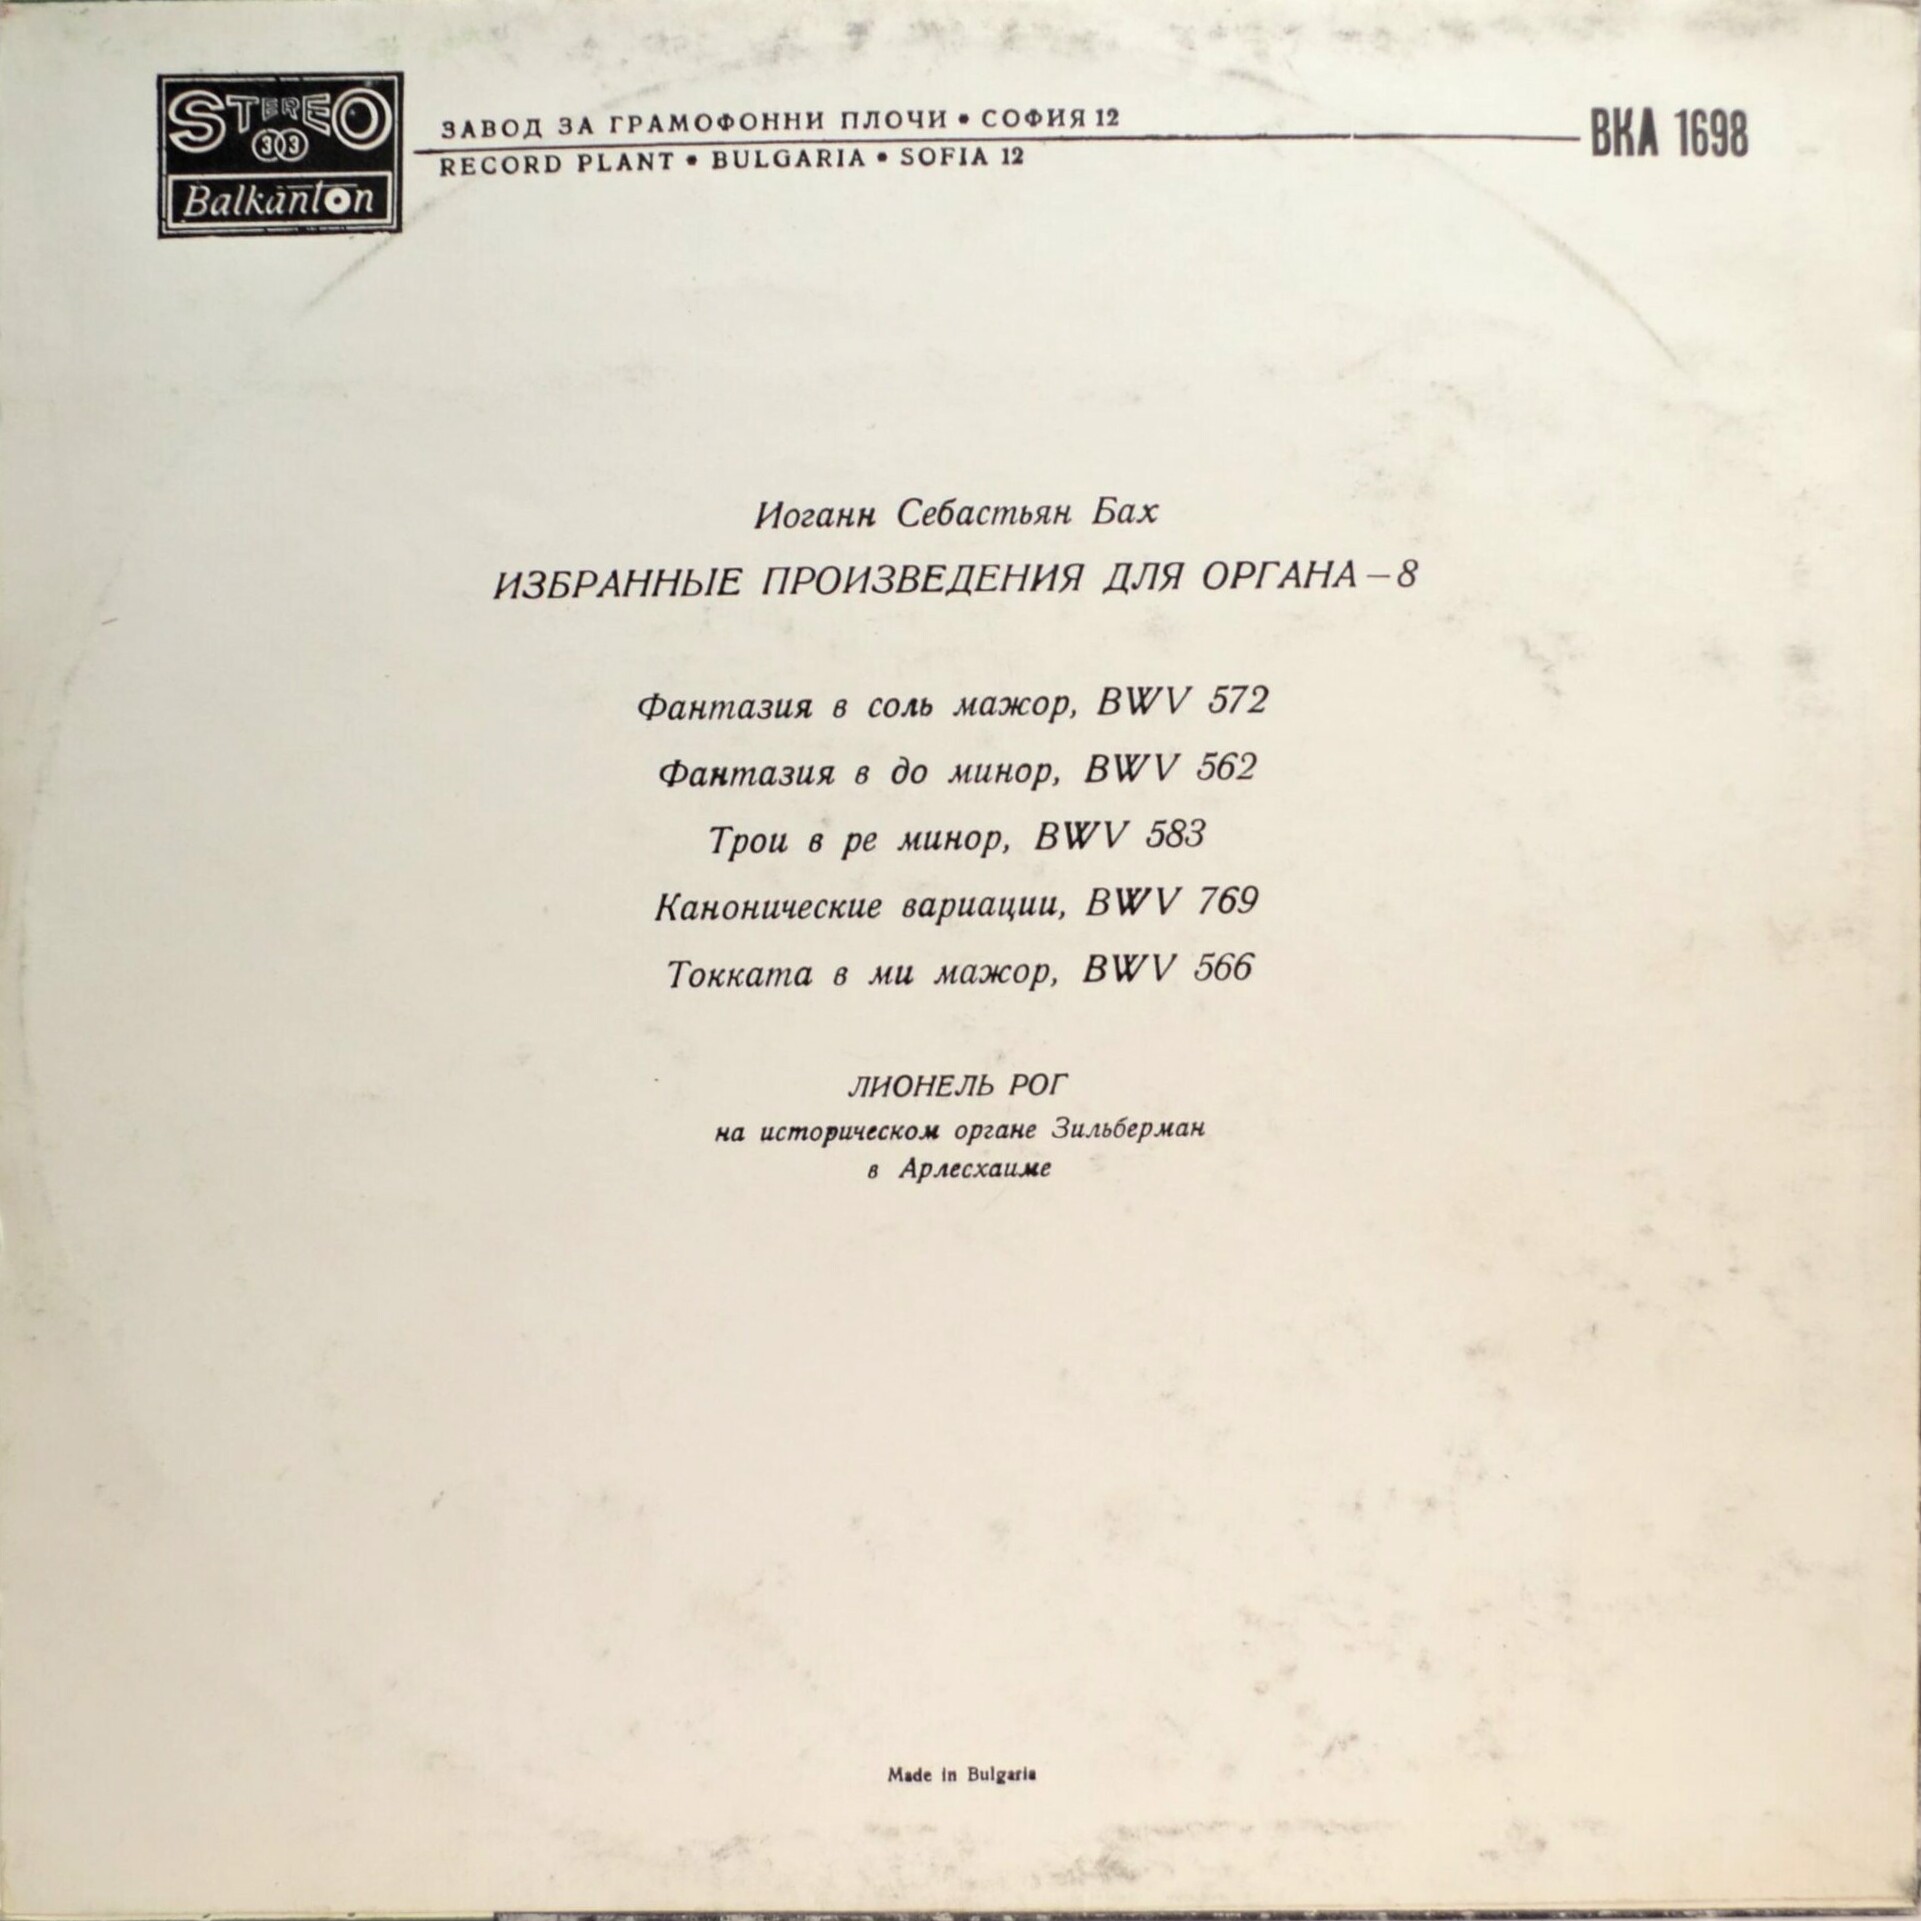 STEREO
33
Balkanton
ЗАВОД ЗА ГРАМОФОННИ ПЛОЧИ • СОФИЯ 12
RECORD PLANT • BULGARIA • SOFIA 12
ВКА 1698
Иоганн Себастьян Бах
ИЗБРАННЫЕ ПРОИЗВЕДЕНИЯ ДЛЯ ОРГАНА – 8
Фантазия в соль мажор, BWV 572
Фантазия в до минор, BWV 562
Трои в ре минор, BWV 583
Канонические вариации, BWV 769
Токката в ми мажор, BWV 566
ЛИОНЕЛЬ РОГ
на историческом органе Зильберман
в Арлесхаиме
Made in Bulgaria